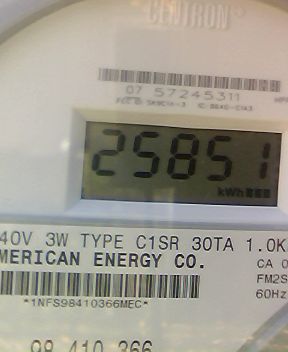 CENTRON
07 57245311
25851
kWh
40V 3W TYPE C1SR 30TA 1.0K
MERICAN ENERGY CO.
CA 0
FM2S
60Hz
*1NFS98410366MEC*
98 410 366